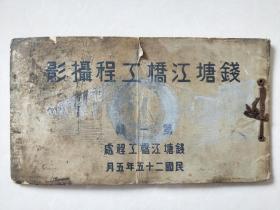 錢塘江橋工程攝影
第一輯
錢塘江橋工程處
民國二十五年五月